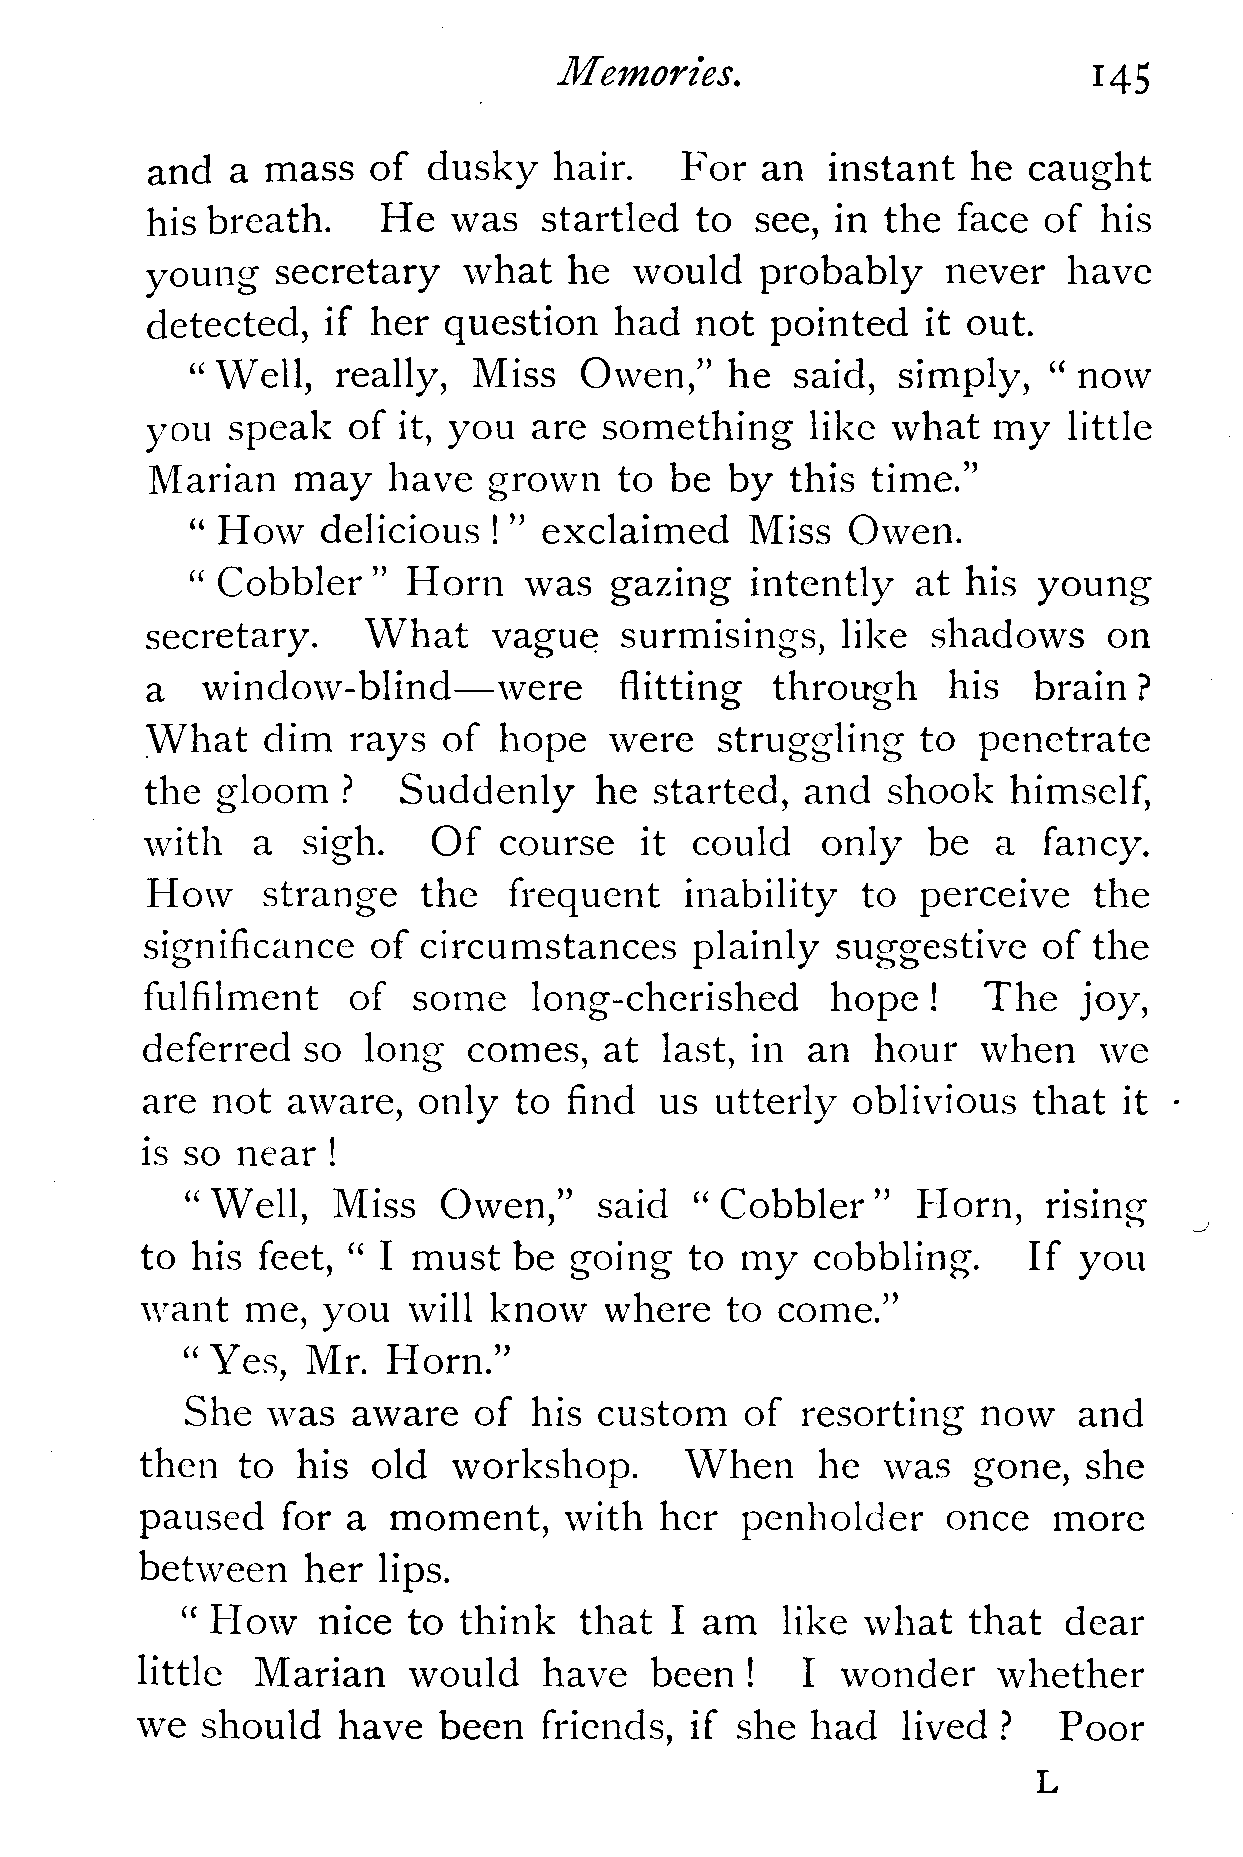 Memories. 145
and a mass of dusky hair. For an instant he caught
his breath. He was startled to see, in the face of his
young secretary what he would probably never have
detected, if her question had not pointed it out.
“ Well, really, Miss Owen,” he said, simply, “ now
you speak of it, you are something like what my little
Marian may have grown to be by this time.”
“ How delicious ! ” exclaimed Miss Owen.
“ Cobbler ” Horn was gazing intently at his young
secretary. What vague surmisings, like shadows on
a window-blind—were flitting through his brain ?
What dim rays of hope were struggling to penetrate
the gloom ? Suddenly he started, and shook himself,
with a sigh. Of course it could only be a fancy.
How strange the frequent inability to perceive the
significance of circumstances plainly suggestive of the
fulfilment of some long-cherished hope ! The joy,
deferred so long comes, at last, in an hour when we
are not aware, only to find us utterly oblivious that it
is so near !
“ Well, Miss Owen,” said “ Cobbler ” Horn, rising
to his feet, “ I must be going to my cobbling. If you
want me, you will know where to come.”
“ Yes, Mr. Horn.”
She was aware of his custom of resorting now and
then to his old workshop. When he was gone, she
paused for a moment, with her penholder once more
between her lips.
“ How nice to think that I am like what that dear
little Marian would have been ! I wonder whether
we should have been friends, if she had lived ? Poor
L